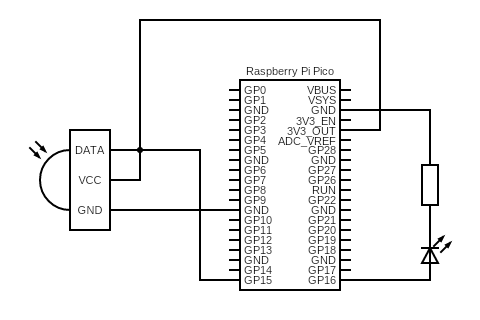 Raspberry Pi Pico
GP0 VBUS
GP1 VSYS
GND GND
GP2 3V3_EN
GP3 3V3_OUT
GP4 ADC_VREF
DATA GP5 GP28
GND GND
GP6 GP27
VCC GP7 GP26
GP8 RUN
GP9 GP22
GND GND GND
GP10 GP21
GP11 GP20
GP12 GP19
GP13 GP18
GND GND
GP14 GP17
GP15 GP16